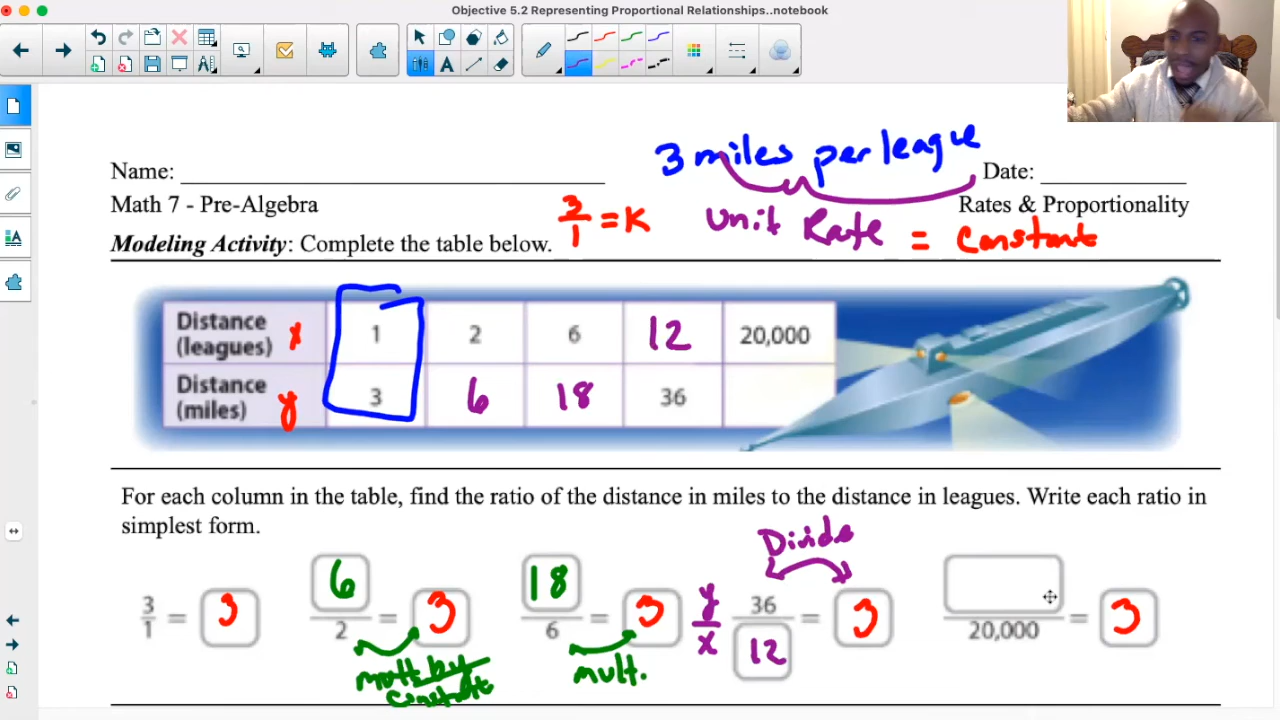 Objective 5.2 Representing Proportional Relationships..notebook
3 miles per league
Name: Date:
Math 7 - Pre-Algebra 3/1 = K Unit Rate = Constant Rates & Proportionality
Modeling Activity: Complete the table below.
Distance (leagues) x 1 2 6 12 20,000
Distance (miles) y 3 6 18 36
For each column in the table, find the ratio of the distance in miles to the distance in leagues. Write each ratio in
simplest form.
Divide
3/1 = 3 6/2 = 3 18/6 = 3 y/x 36/12 = 3 /20,000 = 3
mult by mult.
constant